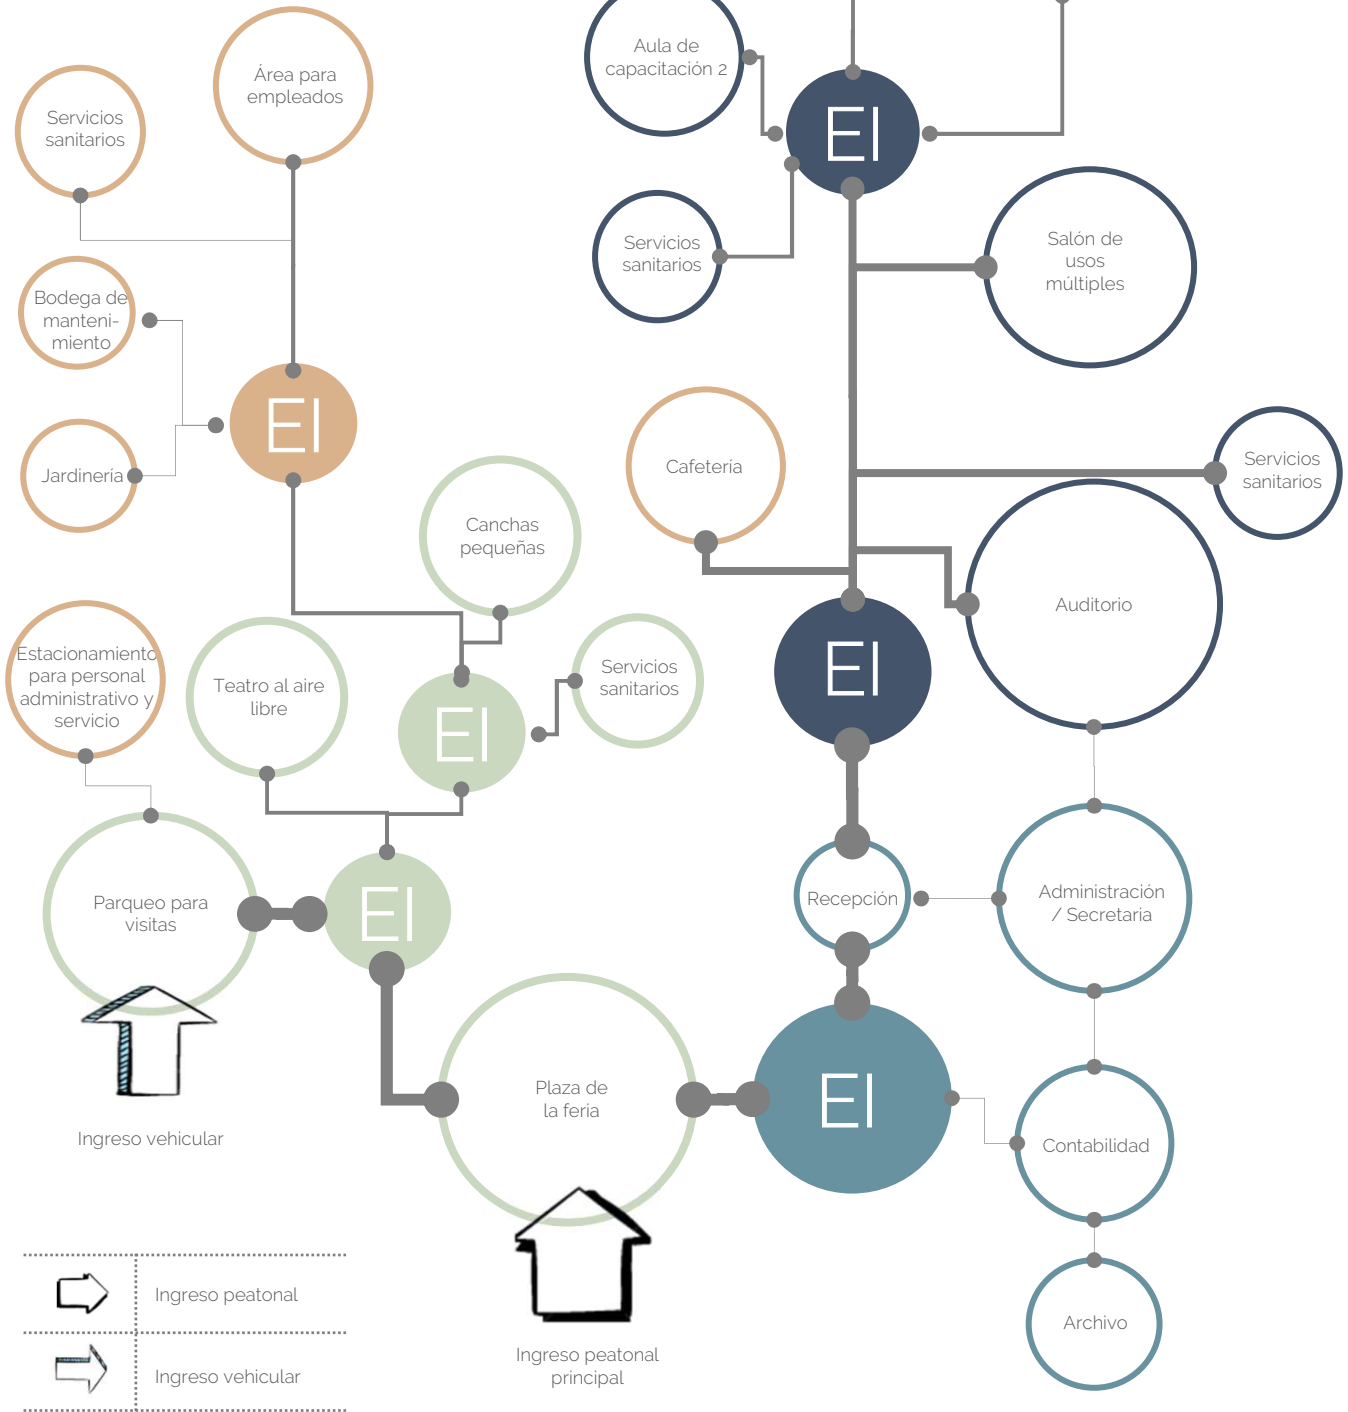 Aula de
capacitación 2
Área para
empleados
Servicios
sanitarios
EI
Servicios
sanitarios
Salón de
usos
múltiples
Bodega de
manteni-
miento
EI
Jardinería
Cafetería
Servicios
sanitarios
Canchas
pequeñas
Auditorio
Estacionamiento
para personal
administrativo y
servicio
Teatro al aire
libre
Servicios
sanitarios
EI
EI
Parqueo para
visitas
EI
Recepción
Administración
/ Secretaria
Plaza de
la feria
EI
Contabilidad
Ingreso vehicular
Archivo
Ingreso peatonal
principal
Ingreso peatonal
Ingreso vehicular